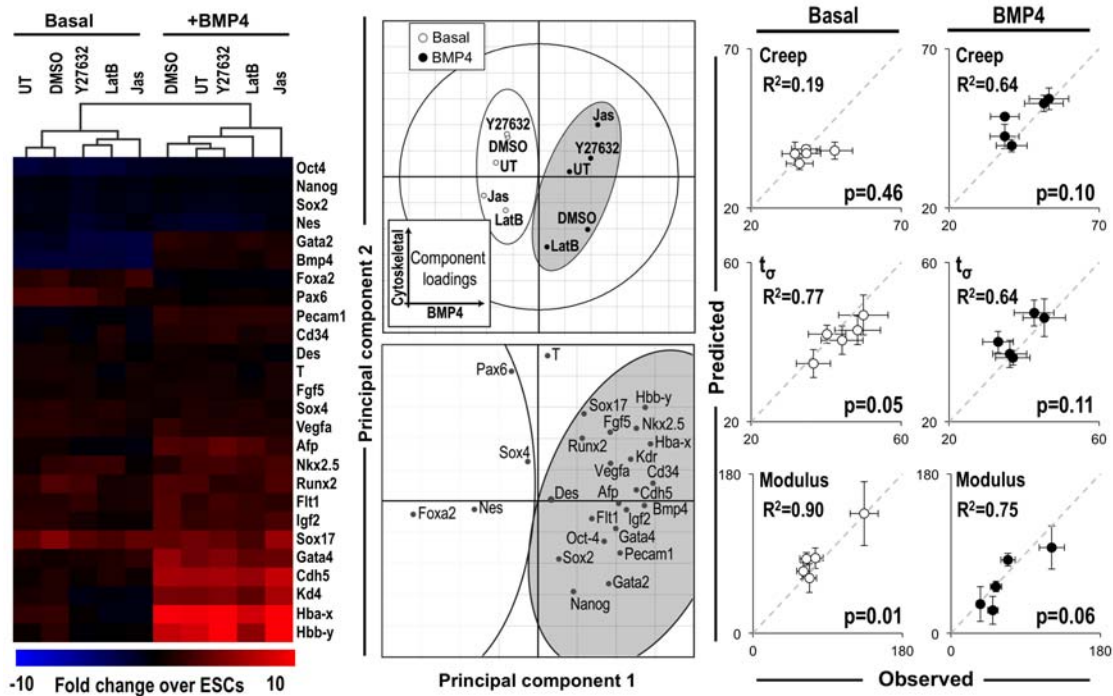 Basal
+BMP4
UT
DMSO
Y27632
LatB
Jas
DMSO
UT
Y27632
LatB
Jas
Oct4
Nanog
Sox2
Nes
Gata2
Bmp4
Foxa2
Pax6
Pecam1
Cd34
Des
T
Fgf5
Sox4
Vegfa
Afp
Nkx2.5
Runx2
Flt1
Igf2
Sox17
Gata4
Cdh5
Kd4
Hba-x
Hbb-y
-10 Fold change over ESCs 10
Principal component 2
Basal
BMP4
Y27632
DMSO
UT
Jas
LatB
Jas
Y27632
UT
DMSO
LatB
Cytoskeletal
Component
loadings
BMP4
T
Pax6
Hbb-y
Sox17
Fgf5
Nkx2.5
Runx2
Hba-x
Sox4
Kdr
Vegfa
Cd34
Des
Afp
Cdh5
Foxa2
Nes
Flt1
Igf2
Bmp4
Oct-4
Gata4
Sox2
Pecam1
Gata2
Nanog
Principal component 1
Predicted
Basal
BMP4
70
Creep
R²=0.19
p=0.46
20
20
70
70
Creep
R²=0.64
p=0.10
20
20
70
60
tσ
R²=0.77
p=0.05
20
20
60
60
tσ
R²=0.64
p=0.11
20
20
60
180
Modulus
R²=0.90
p=0.01
0
0
180
180
Modulus
R²=0.75
p=0.06
0
0
180
Observed